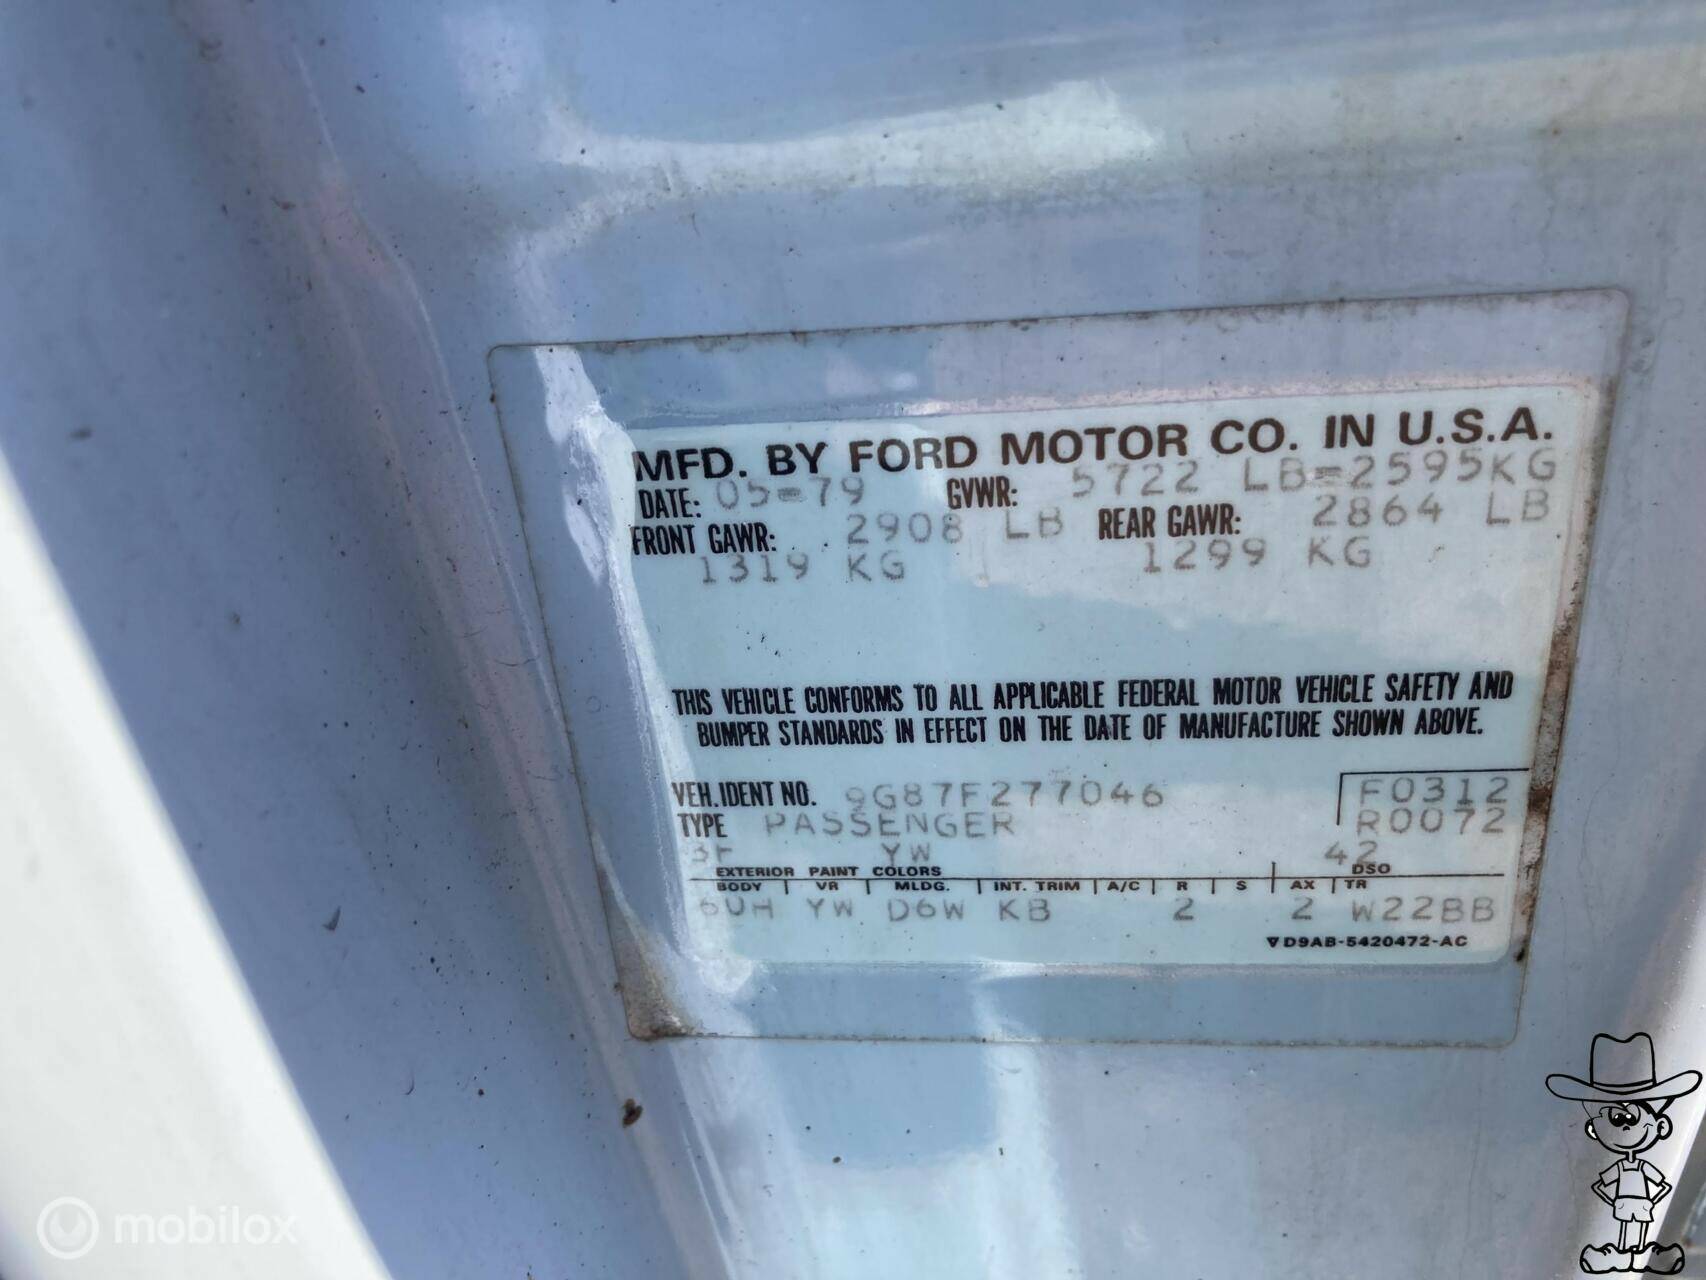 MFD. BY FORD MOTOR CO. IN U.S.A.
DATE: 05-79 GVWR: 5722 LB=2595KG
FRONT GAWR: 2908 LB REAR GAWR: 2864 LB
1319 KG 1299 KG
THIS VEHICLE CONFORMS TO ALL APPLICABLE FEDERAL MOTOR VEHICLE SAFETY AND
BUMPER STANDARDS IN EFFECT ON THE DATE OF MANUFACTURE SHOWN ABOVE.
VEH. IDENT NO. 9G87F277046 F0312
TYPE PASSENGER R0072
3F YW 42
EXTERIOR PAINT COLORS DSO
BODY VR MLDG. INT. TRIM A/C R S AX TR
YW D6W KB 2 2 W22BB
D9AB-5420472-AC
mobilox